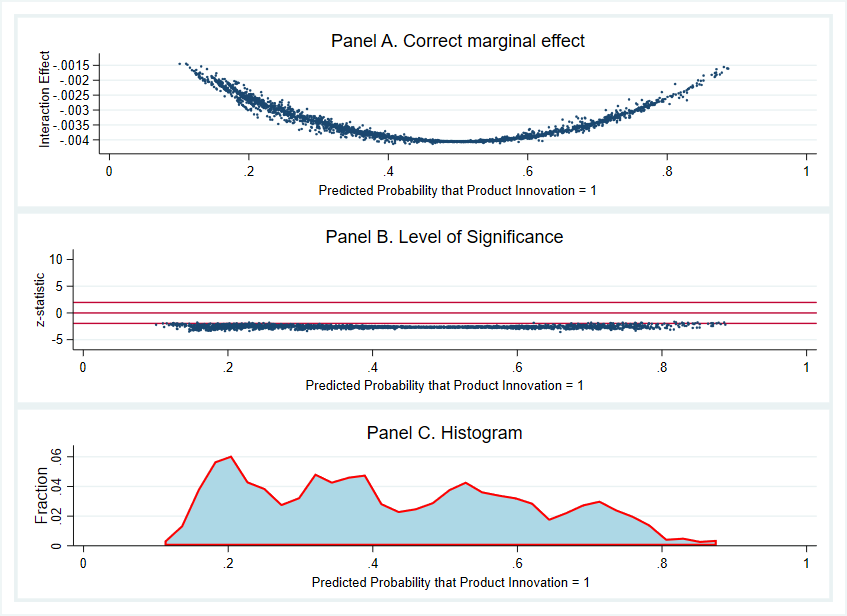 Panel A. Correct marginal effect
Interaction Effect
-.0015
-.002
-.0025
-.003
-.0035
-.004
0 .2 .4 .6 .8 1
Predicted Probability that Product Innovation = 1
Panel B. Level of Significance
z-statistic
10
5
0
-5
0 .2 .4 .6 .8 1
Predicted Probability that Product Innovation = 1
Panel C. Histogram
Fraction
.06
.04
.02
0
0 .2 .4 .6 .8 1
Predicted Probability that Product Innovation = 1